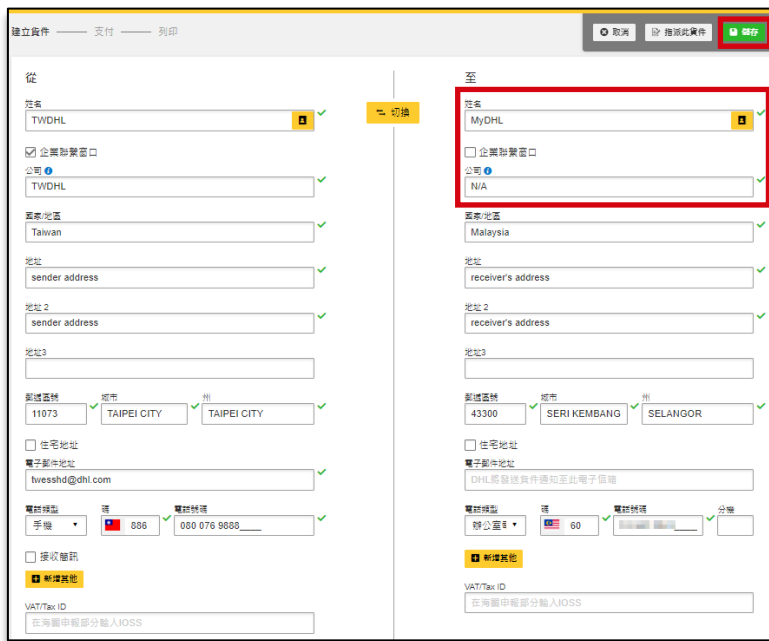 建立貨件 支付 列印
取消 指派此貨件 儲存
從
姓名
TWDHL
企業聯繫窗口
公司
TWDHL
國家/地區
Taiwan
地址
sender address
地址 2
sender address
地址3
郵遞區號 城市 州
11073 TAIPEI CITY TAIPEI CITY
住宅地址
電子郵件地址
twesshd@dhl.com
電話類型 碼 電話號碼
手機 886 080 076 9888____
接收簡訊
新增其他
VAT/Tax ID
在海關申報部分輸入IOSS
切換
至
姓名
MyDHL
企業聯繫窗口
公司
N/A
國家/地區
Malaysia
地址
receiver's address
地址 2
receiver's address
地址3
郵遞區號 城市 州
43300 SERI KEMBANG SELANGOR
住宅地址
電子郵件地址
DHL將發送貨件通知至此電子信箱
電話類型 碼 電話號碼 分機
辦公室 60
新增其他
VAT/Tax ID
在海關申報部分輸入IOSS